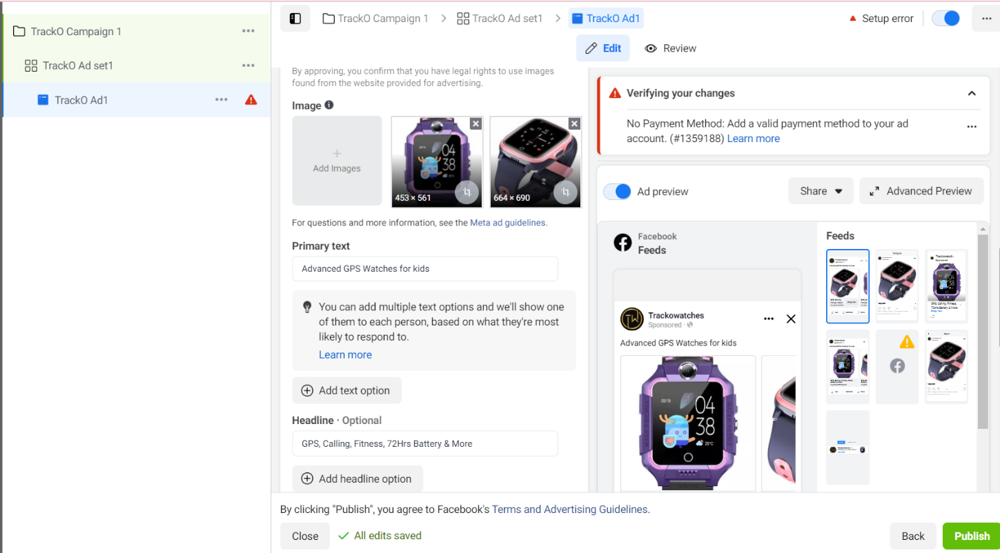 TrackO Campaign 1
TrackO Ad set1
TrackO Ad1
TrackO Campaign 1
TrackO Ad set1
TrackO Ad1
Setup error
Edit
Review
By approving, you confirm that you have legal rights to use images
found from the website provided for advertising.
Image
Add Images
04
38
453 × 561
664 × 690
For questions and more information, see the Meta ad guidelines.
Primary text
Advanced GPS Watches for kids
You can add multiple text options and we'll show one
of them to each person, based on what they're most
likely to respond to.
Learn more
Add text option
Headline · Optional
GPS, Calling, Fitness, 72Hrs Battery & More
Add headline option
Verifying your changes
No Payment Method: Add a valid payment method to your ad
account. (#1359188) Learn more
Ad preview
Share
Advanced Preview
Facebook
Feeds
Trackowatches
Sponsored ·
Advanced GPS Watches for kids
08/19
04
38
25°C
Feeds
By clicking "Publish", you agree to Facebook's Terms and Advertising Guidelines.
Close
All edits saved
Back
Publish